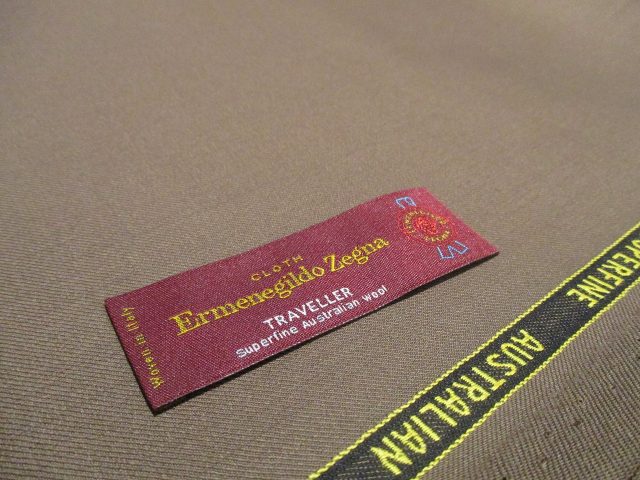 CLOTH
Ermenegildo Zegna
TRAVELLER
Superfine Australian wool
Woven in Italy
SUPERFINE AUSTRALIAN